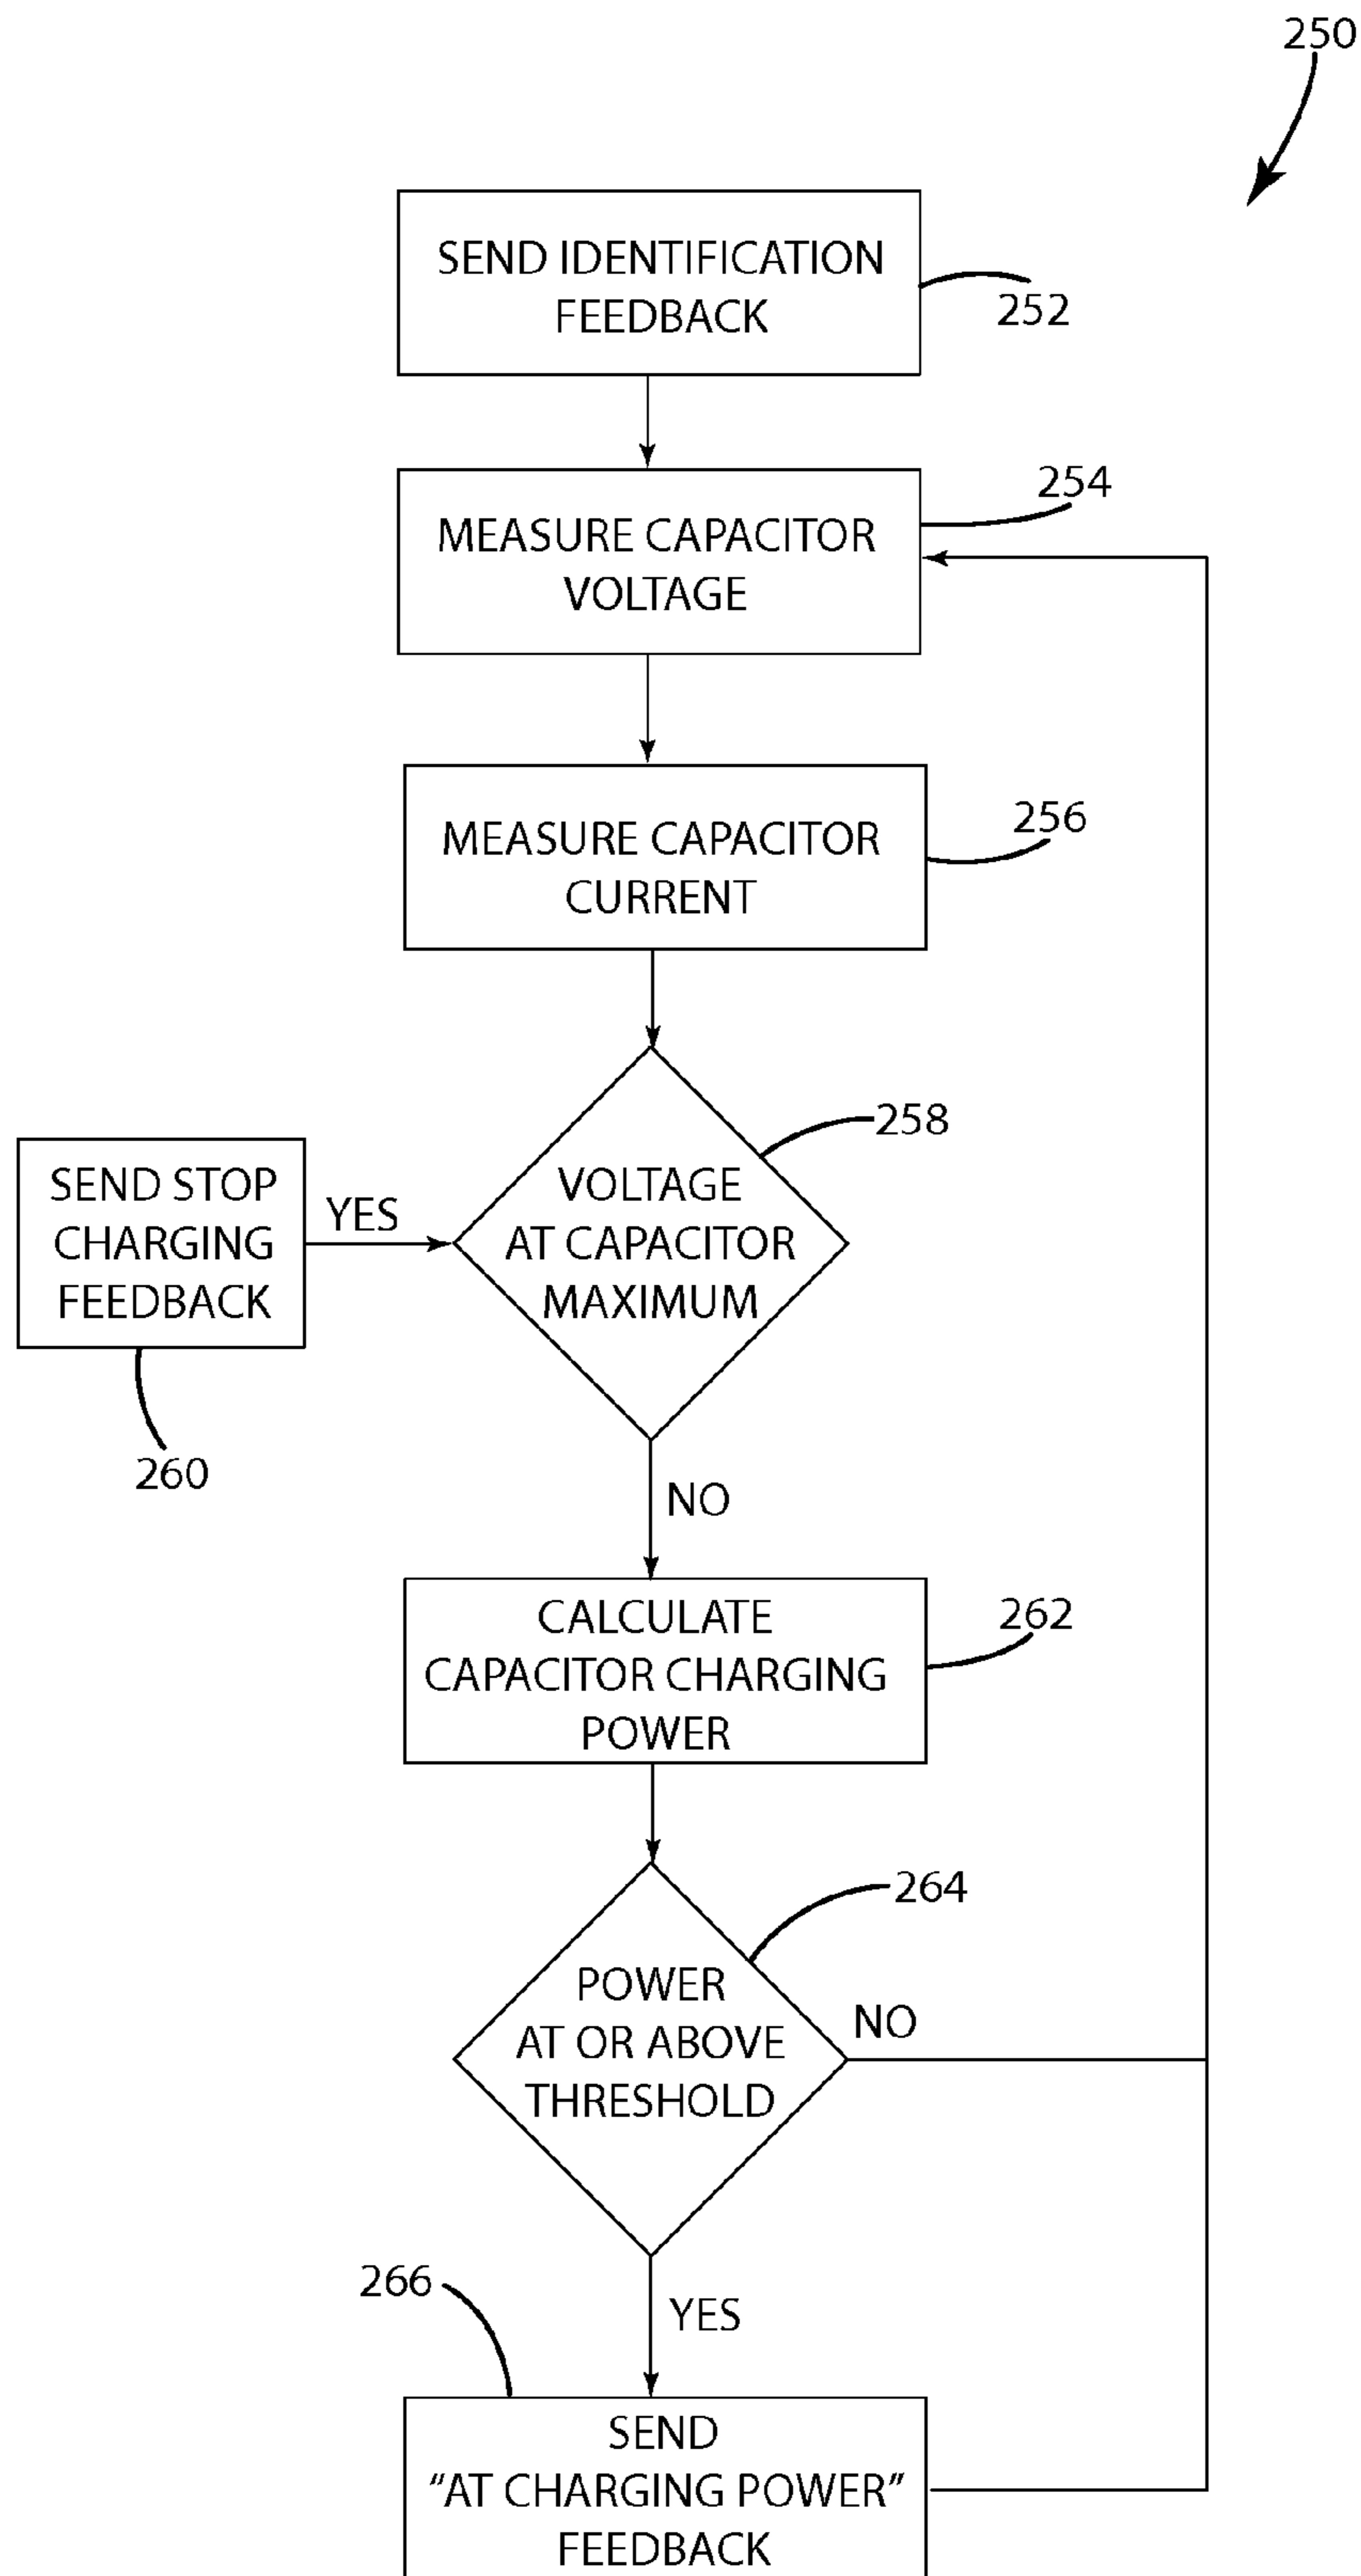 250
SEND IDENTIFICATION
FEEDBACK
252
254
MEASURE CAPACITOR
VOLTAGE
256
MEASURE CAPACITOR
CURRENT
258
SEND STOP
CHARGING
FEEDBACK
YES
VOLTAGE
AT CAPACITOR
MAXIMUM
260
NO
CALCULATE
CAPACITOR CHARGING
POWER
262
264
POWER
AT OR ABOVE
THRESHOLD
NO
266
YES
SEND
“AT CHARGING POWER”
FEEDBACK